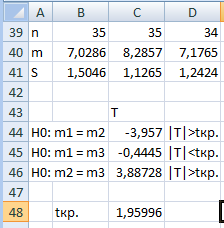 A B C D
39 n 35 35 34
40 m 7,0286 8,2857 7,1765
41 S 1,5046 1,1265 1,2424
42
43 T
44 H0: m1 = m2 -3,957 |T|>tкр.
45 H0: m1 = m3 -0,4445 |T|<tкр.
46 H0: m2 = m3 3,88728 |T|>tкр.
47
48 tкр. 1,95996